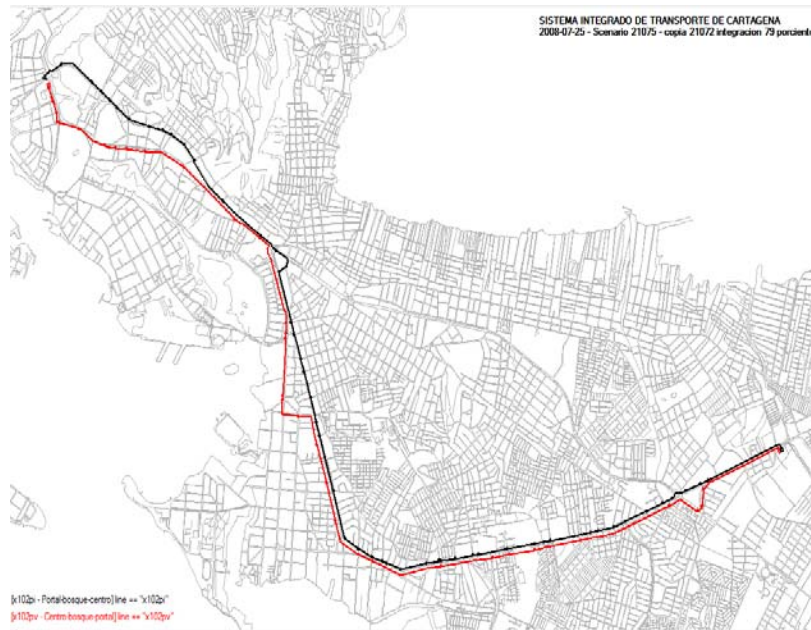 SISTEMA INTEGRADO DE TRANSPORTE DE CARTAGENA
2008-07-25 - Scenario 21075 - copia 21072 integracion 79 porciento
[x102pi - Portal-bosque-centro] line == "x102pi"
[x102pv - Centro-bosque-portal] line == "x102pv"